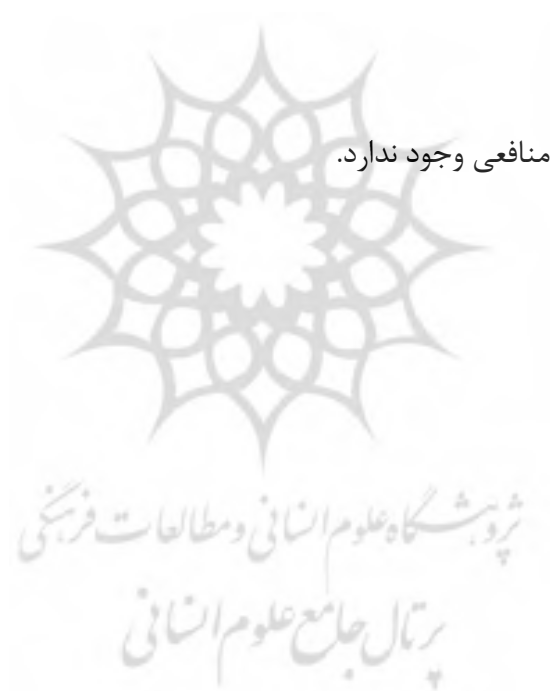 منافعی وجود ندارد.
پژوهشگاه علوم انسانی و مطالعات فرهنگی
پرتال جامع علوم انسانی